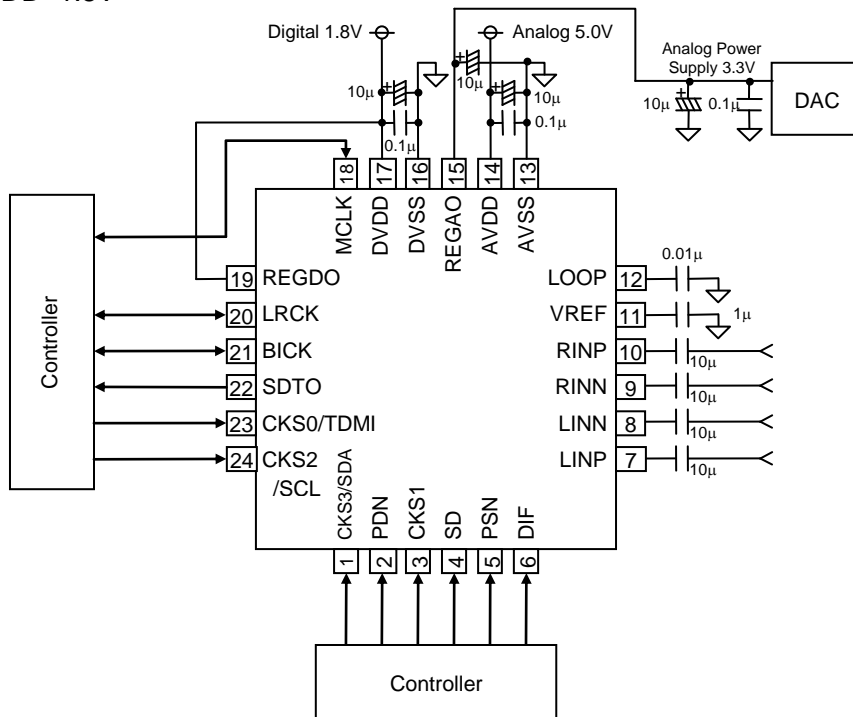 Digital 1.8V
Analog 5.0V
Analog Power
Supply 3.3V
DAC
10μ
0.1μ
10μ
10μ
10μ
0.1μ
10μ
0.1μ
18
17
16
15
14
13
MCLK
DVDD
DVSS
REGAO
AVDD
AVSS
Controller
19 REGDO
20 LRCK
21 BICK
22 SDTO
23 CKS0/TDMI
24 CKS2
/SCL
LOOP 12
0.01μ
VREF 11
1μ
RINP 10
10μ
RINN 9
10μ
LINN 8
10μ
LINP 7
10μ
CKS3/SDA
PDN
CKS1
SD
PSN
DIF
1
2
3
4
5
6
Controller